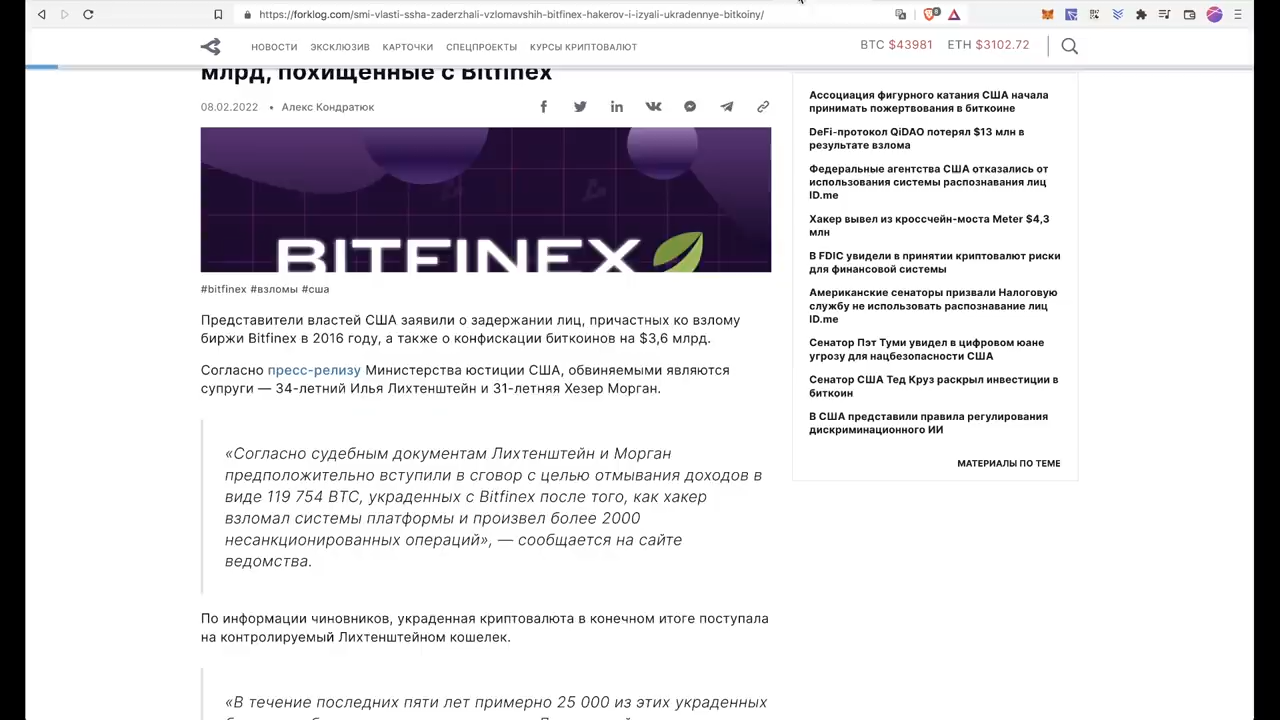 https://forklog.com/smi-vlasti-ssha-zaderzhali-vzlomavshih-bitfinex-hakerov-i-izyali-ukradennye-bitkoiny/
НОВОСТИ ЭКСКЛЮЗИВ КАРТОЧКИ СПЕЦПРОЕКТЫ КУРСЫ КРИПТОВАЛЮТ
BTC $43981 ETH $3102.72
млрд, похищенные с Bitfinex
08.02.2022 • Алекс Кондратюк
BITFINEX
#bitfinex #взломы #сша
Представители властей США заявили о задержании лиц, причастных ко взлому
биржи Bitfinex в 2016 году, а также о конфискации биткоинов на $3,6 млрд.
Согласно пресс-релизу Министерства юстиции США, обвиняемыми являются
супруги — 34-летний Илья Лихтенштейн и 31-летняя Хезер Морган.
«Согласно судебным документам Лихтенштейн и Морган
предположительно вступили в сговор с целью отмывания доходов в
виде 119 754 BTC, украденных с Bitfinex после того, как хакер
взломал системы платформы и произвел более 2000
несанкционированных операций», — сообщается на сайте
ведомства.
По информации чиновников, украденная криптовалюта в конечном итоге поступала
на контролируемый Лихтенштейном кошелек.
«В течение последних пяти лет примерно 25 000 из этих украденных
Ассоциация фигурного катания США начала
принимать пожертвования в биткоине
DeFi-протокол QiDAO потерял $13 млн в
результате взлома
Федеральные агентства США отказались от
использования системы распознавания лиц
ID.me
Хакер вывел из кроссчейн-моста Meter $4,3
млн
В FDIC увидели в принятии криптовалют риски
для финансовой системы
Американские сенаторы призвали Налоговую
службу не использовать распознавание лиц
ID.me
Сенатор Пэт Туми увидел в цифровом юане
угрозу для нацбезопасности США
Сенатор США Тед Круз раскрыл инвестиции в
биткоин
В США представили правила регулирования
дискриминационного ИИ
МАТЕРИАЛЫ ПО ТЕМЕ